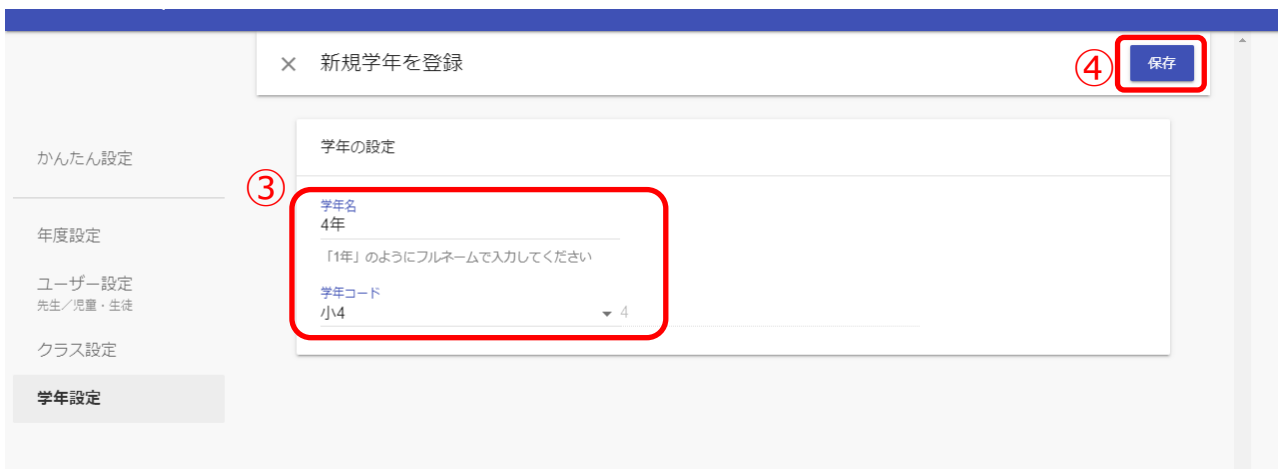 × 新規学年を登録
④
保存
かんたん設定
年度設定
ユーザー設定
先生／児童・生徒
クラス設定
学年設定
学年の設定
③
学年名
4年
「1年」のようにフルネームで入力してください
学年コード
小4
4